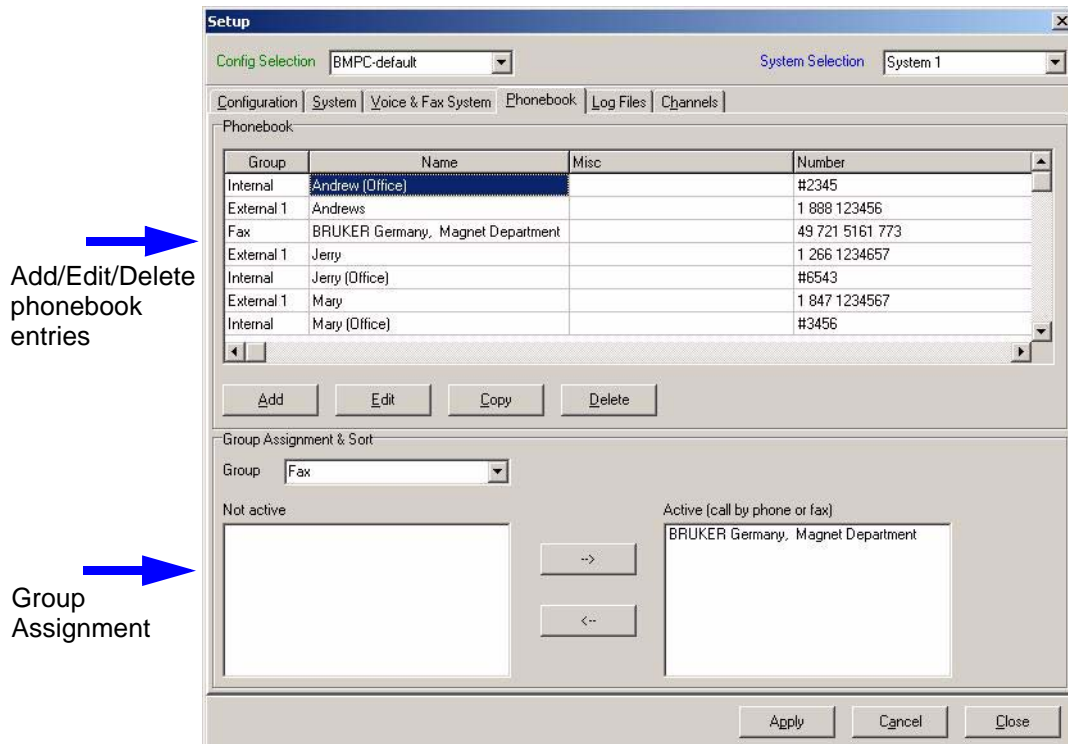 Setup
Config Selection BMPC-default System Selection System 1
Configuration System Voice & Fax System Phonebook Log Files Channels
Phonebook
Group Name Misc Number
Internal Andrew (Office) #2345
External 1 Andrews 1 888 123456
Fax BRUKER Germany, Magnet Department 49 721 5161 773
External 1 Jerry 1 266 1234657
Internal Jerry (Office) #6543
External 1 Mary 1 847 1234567
Internal Mary (Office) #3456
Add/Edit/Delete
phonebook
entries
Add Edit Copy Delete
Group Assignment & Sort
Group Fax
Not active Active (call by phone or fax)
BRUKER Germany, Magnet Department
-->
<--
Group
Assignment
Apply Cancel Close